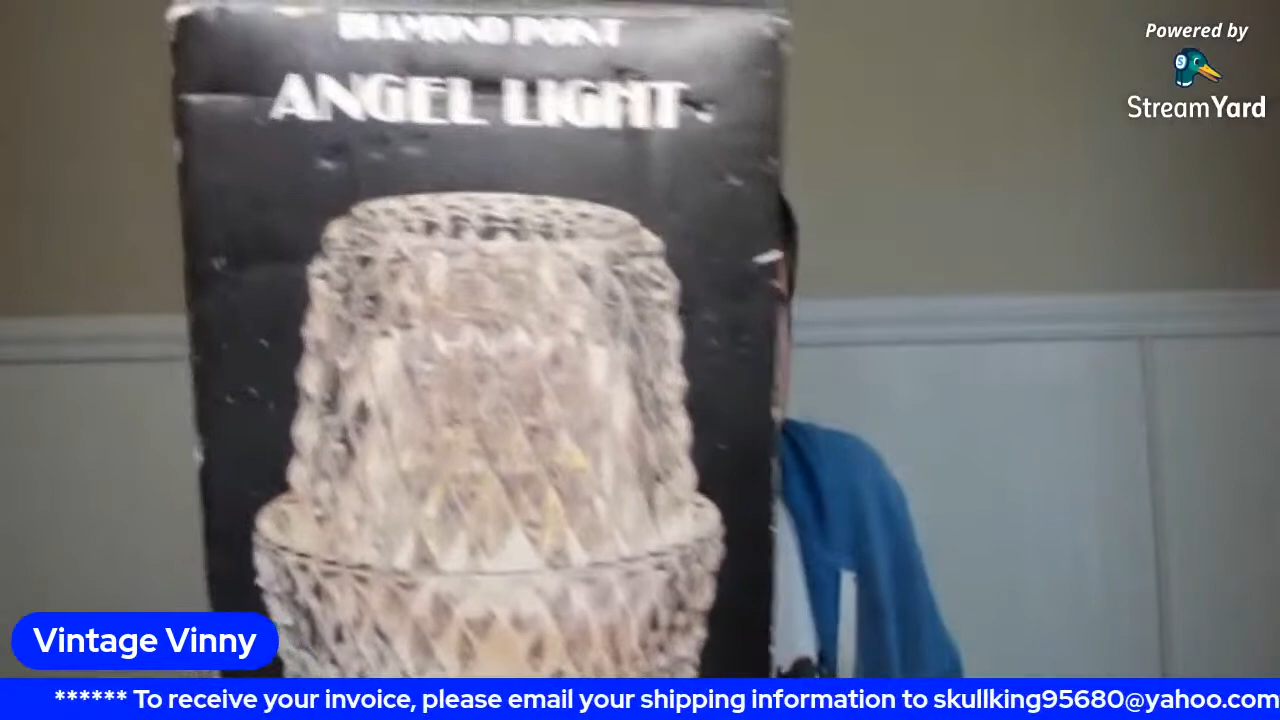 DIAMOND POINT
ANGEL LIGHT
Powered by
S
StreamYard
Vintage Vinny
****** To receive your invoice, please email your shipping information to skullking95680@yahoo.com